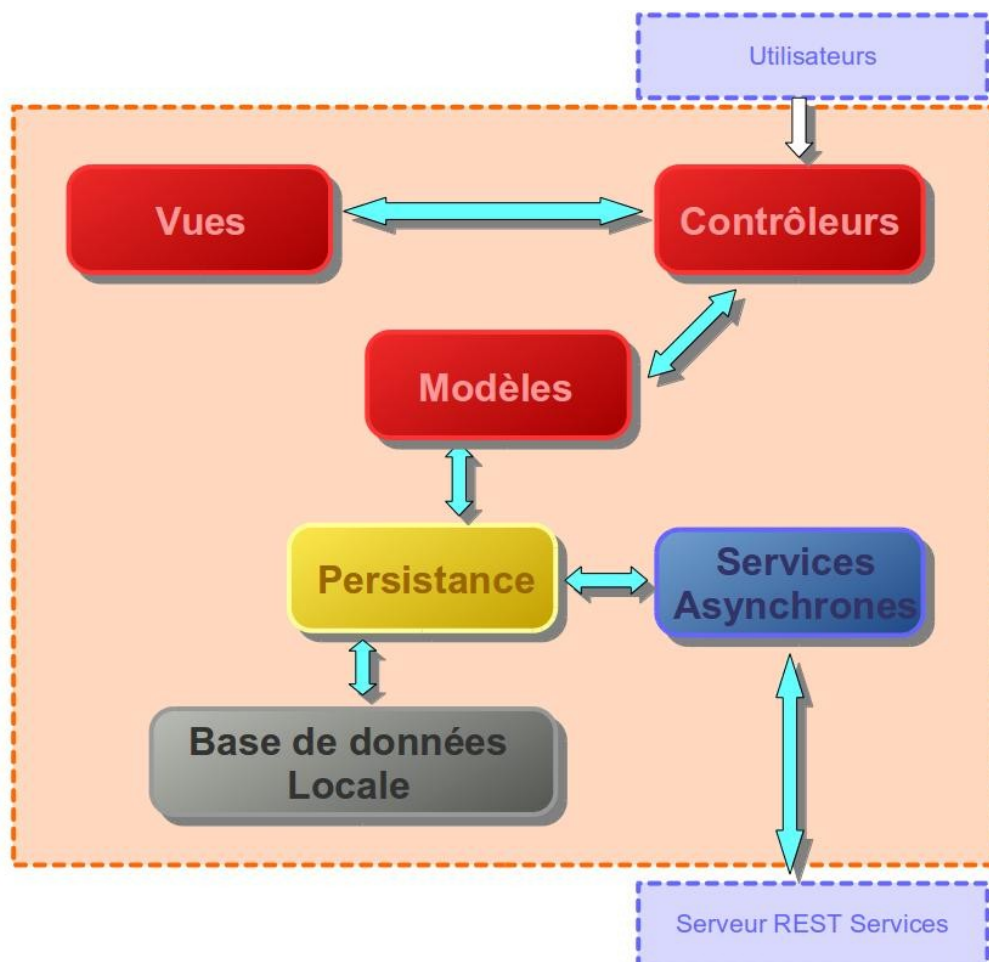 Utilisateurs
Vues
Contrôleurs
Modèles
Persistance
Services
Asynchrones
Base de données
Locale
Serveur REST Services